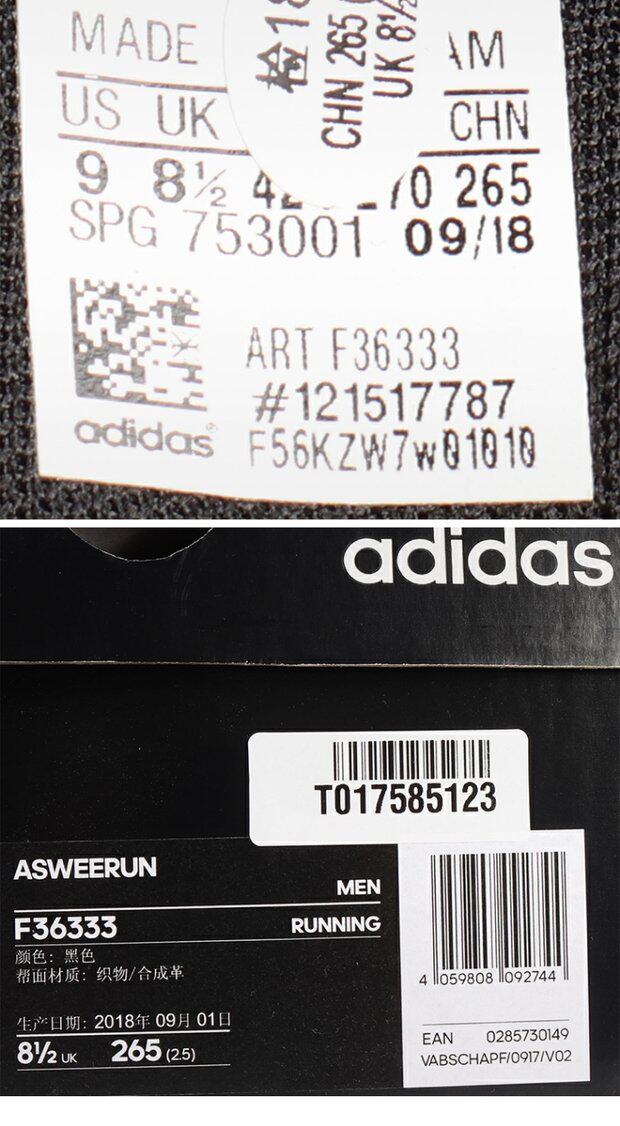 MADE
检 18
CHN 265
UK 8½
US UK CHN
9 8½ 265
SPG 753001 09/18
ART F36333
#121517787
adidas
F56KZW7w01010
adidas
T017585123
ASWEERUN
MEN
F36333
RUNNING
颜色: 黑色
帮面材质: 织物/合成革
生产日期: 2018年 09月 01日
8½ UK 265 (2.5)
4 059808 092744
EAN 0285730149
VABSCHAPF/0917/V02